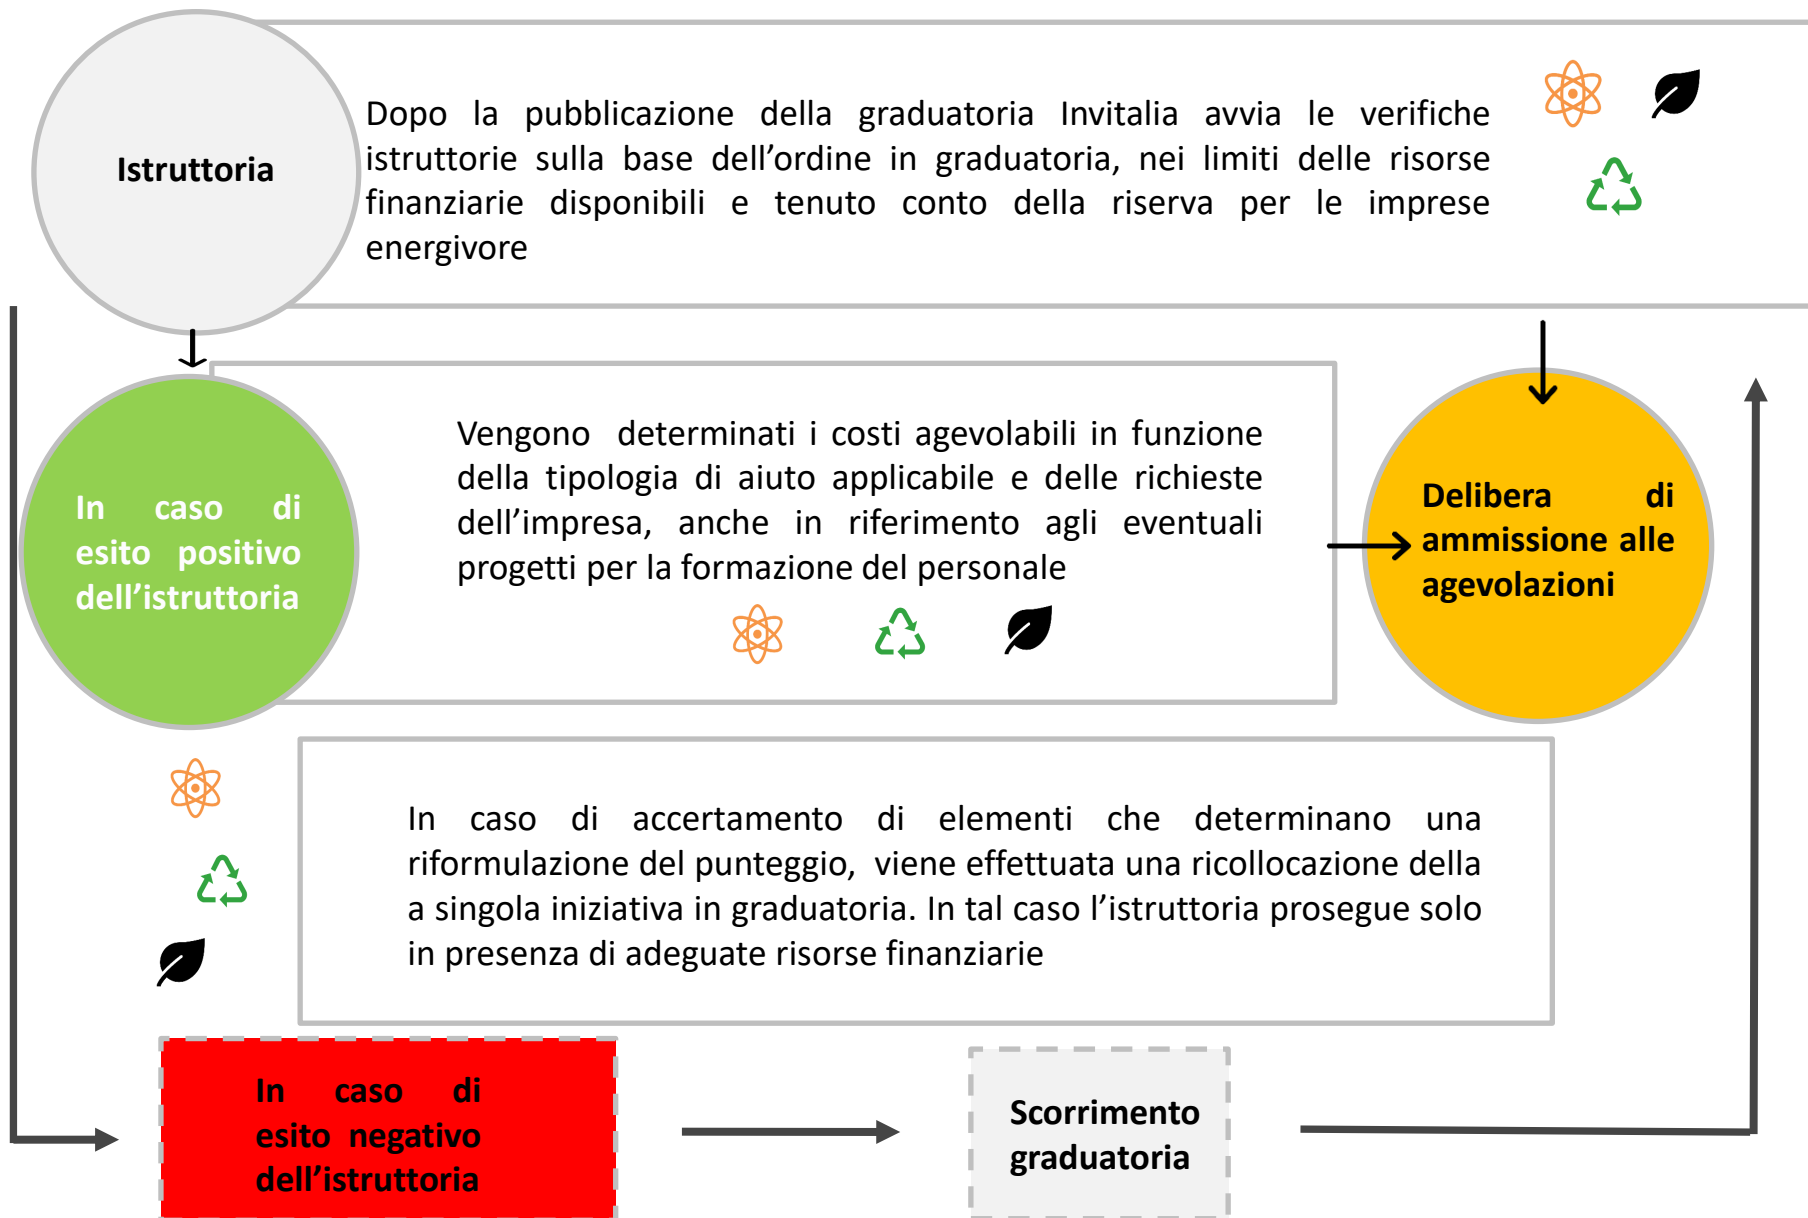 Istruttoria
Dopo la pubblicazione della graduatoria Invitalia avvia le verifiche
istruttorie sulla base dell’ordine in graduatoria, nei limiti delle risorse
finanziarie disponibili e tenuto conto della riserva per le imprese
energivore
In caso di
esito positivo
dell’istruttoria
Vengono determinati i costi agevolabili in funzione
della tipologia di aiuto applicabile e delle richieste
dell’impresa, anche in riferimento agli eventuali
progetti per la formazione del personale
Delibera di
ammissione alle
agevolazioni
In caso di accertamento di elementi che determinano una
riformulazione del punteggio, viene effettuata una ricollocazione della
a singola iniziativa in graduatoria. In tal caso l’istruttoria prosegue solo
in presenza di adeguate risorse finanziarie
In caso di
esito negativo
dell’istruttoria
Scorrimento
graduatoria